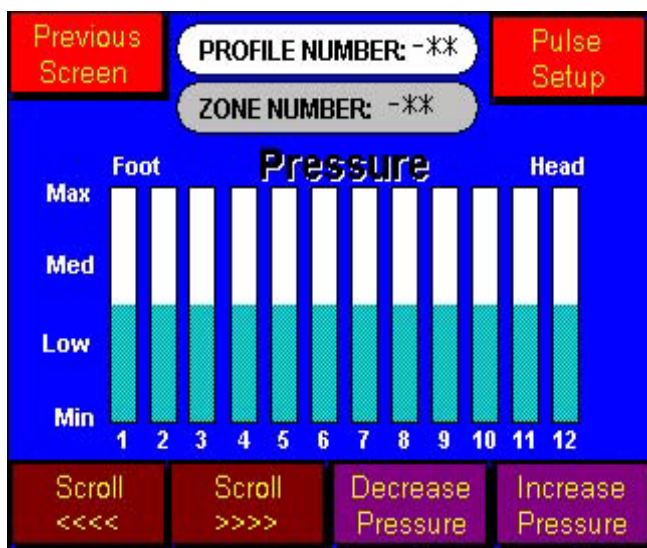 Previous
Screen
PROFILE NUMBER: -**
Pulse
Setup
ZONE NUMBER: -**
Foot
Pressure
Head
Max
Med
Low
Min
1 2 3 4 5 6 7 8 9 10 11 12
Scroll
<<<<
Scroll
>>>>
Decrease
Pressure
Increase
Pressure